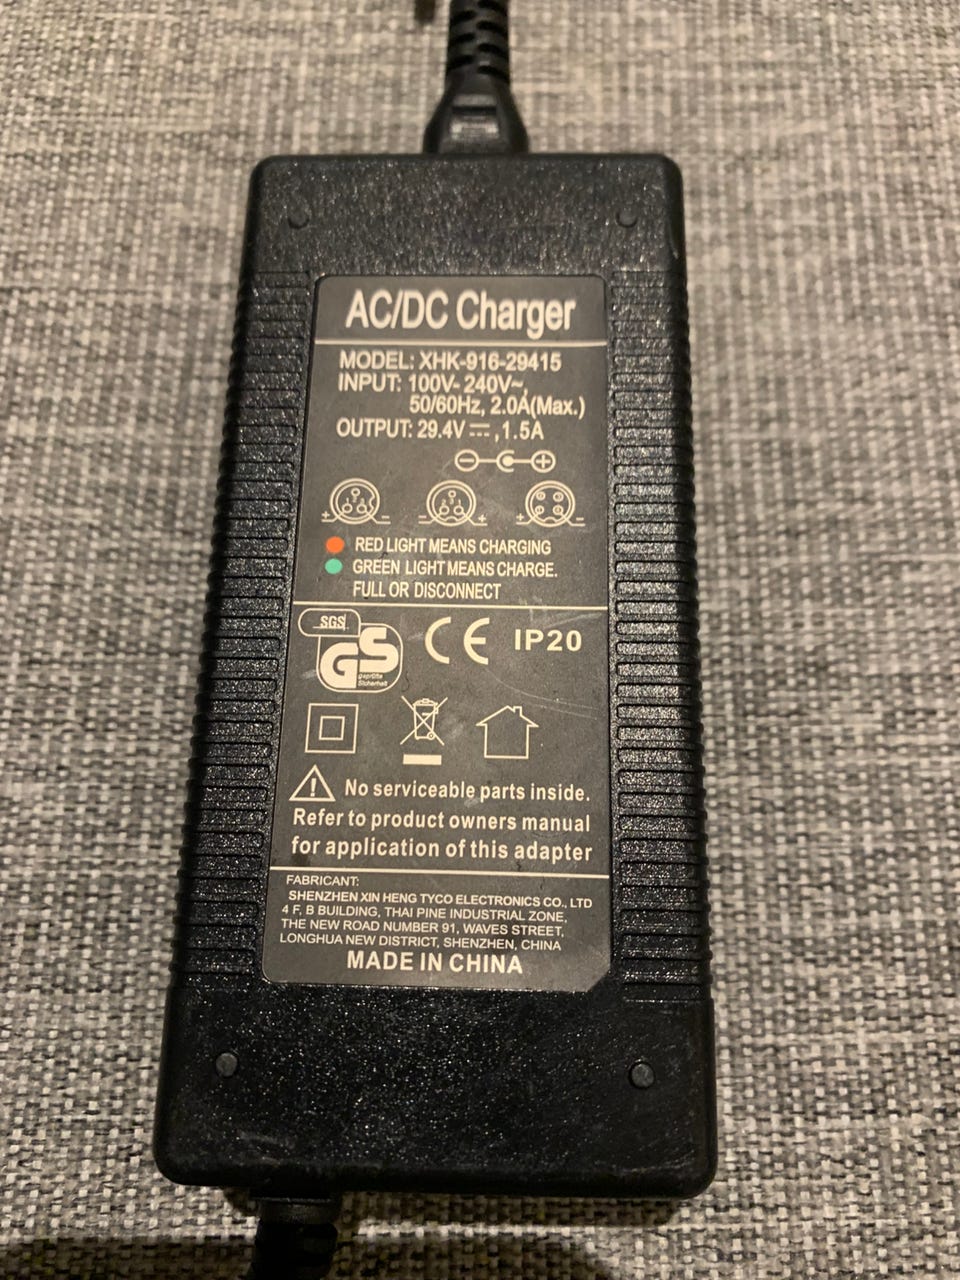 AC/DC Charger
MODEL: XHK-916-29415
INPUT: 100V- 240V~,
50/60Hz, 2.0A(Max.)
OUTPUT: 29.4V ⎓, 1.5A
RED LIGHT MEANS CHARGING
GREEN LIGHT MEANS CHARGE.
FULL OR DISCONNECT
SGS
GS
geprüfte
Sicherheit
CE IP20
No serviceable parts inside.
Refer to product owners manual
for application of this adapter
FABRICANT:
SHENZHEN XIN HENG TYCO ELECTRONICS CO., LTD
4 F, B BUILDING, THAI PINE INDUSTRIAL ZONE,
THE NEW ROAD NUMBER 91, WAVES STREET,
LONGHUA NEW DISTRICT, SHENZHEN, CHINA
MADE IN CHINA